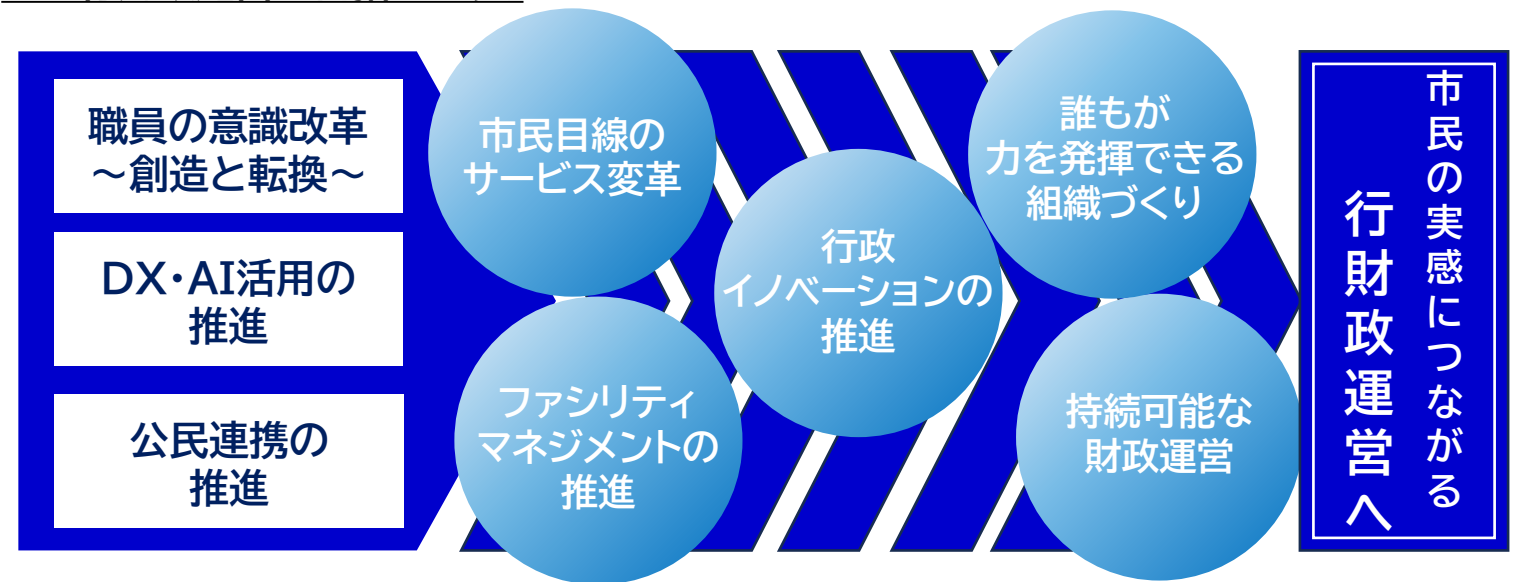 職員の意識改革
～創造と転換～
DX・AI活用の
推進
公民連携の
推進
市民目線の
サービス変革
ファシリティ
マネジメントの
推進
行政
イノベーションの
推進
誰もが
力を発揮できる
組織づくり
持続可能な
財政運営
市民の実感につながる
行財政運営へ